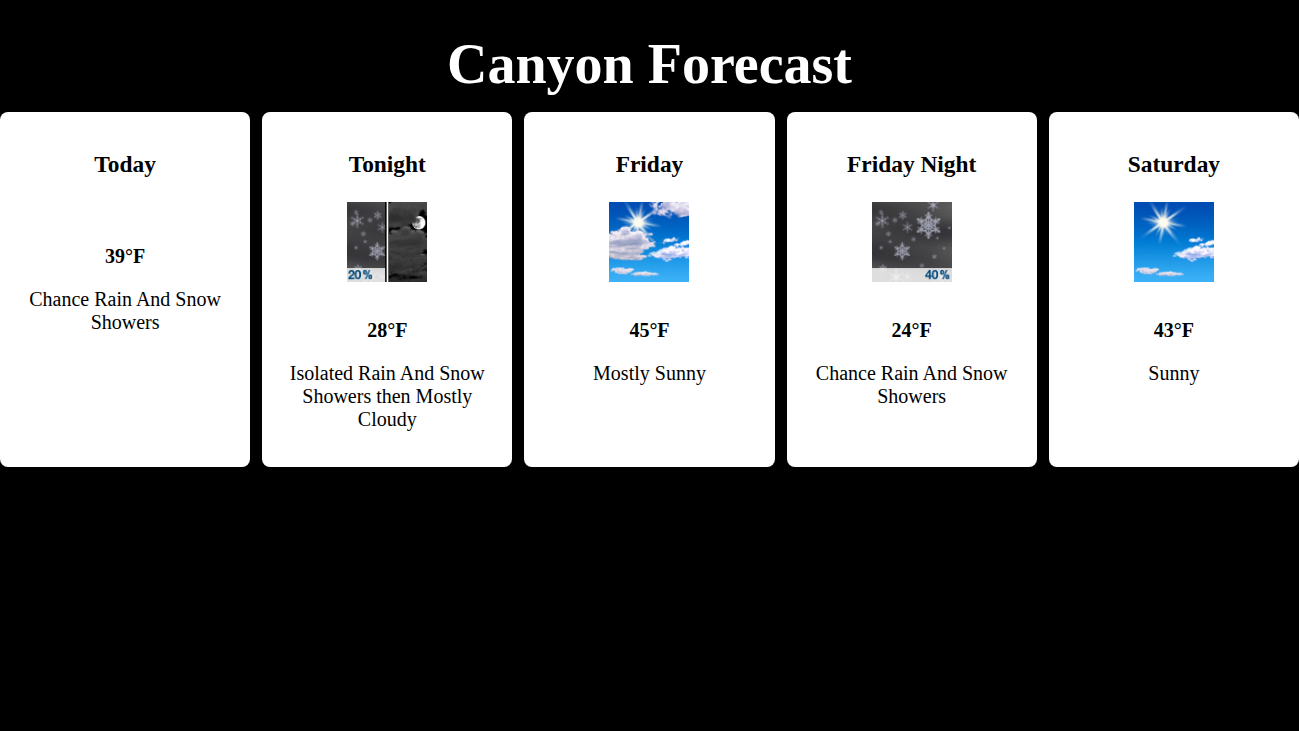 Canyon Forecast
Today
39°F
Chance Rain And Snow
Showers
Tonight
20%
28°F
Isolated Rain And Snow
Showers then Mostly
Cloudy
Friday
45°F
Mostly Sunny
Friday Night
40%
24°F
Chance Rain And Snow
Showers
Saturday
43°F
Sunny